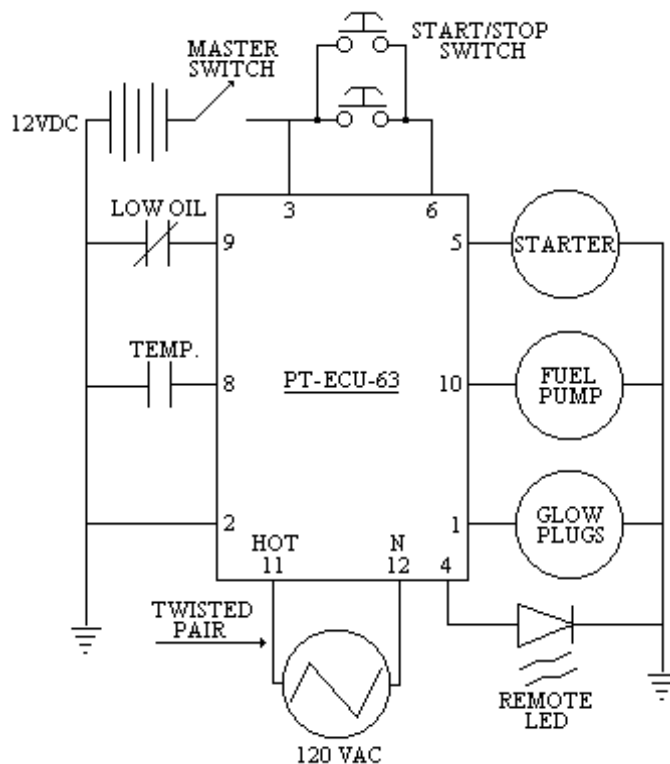 START/STOP
SWITCH
MASTER
SWITCH
12VDC
3
6
LOW OIL
9
5
STARTER
TEMP.
8
PT-ECU-63
10
FUEL
PUMP
2
1
GLOW
PLUGS
HOT
11
N
12
4
TWISTED
PAIR
REMOTE
LED
120 VAC